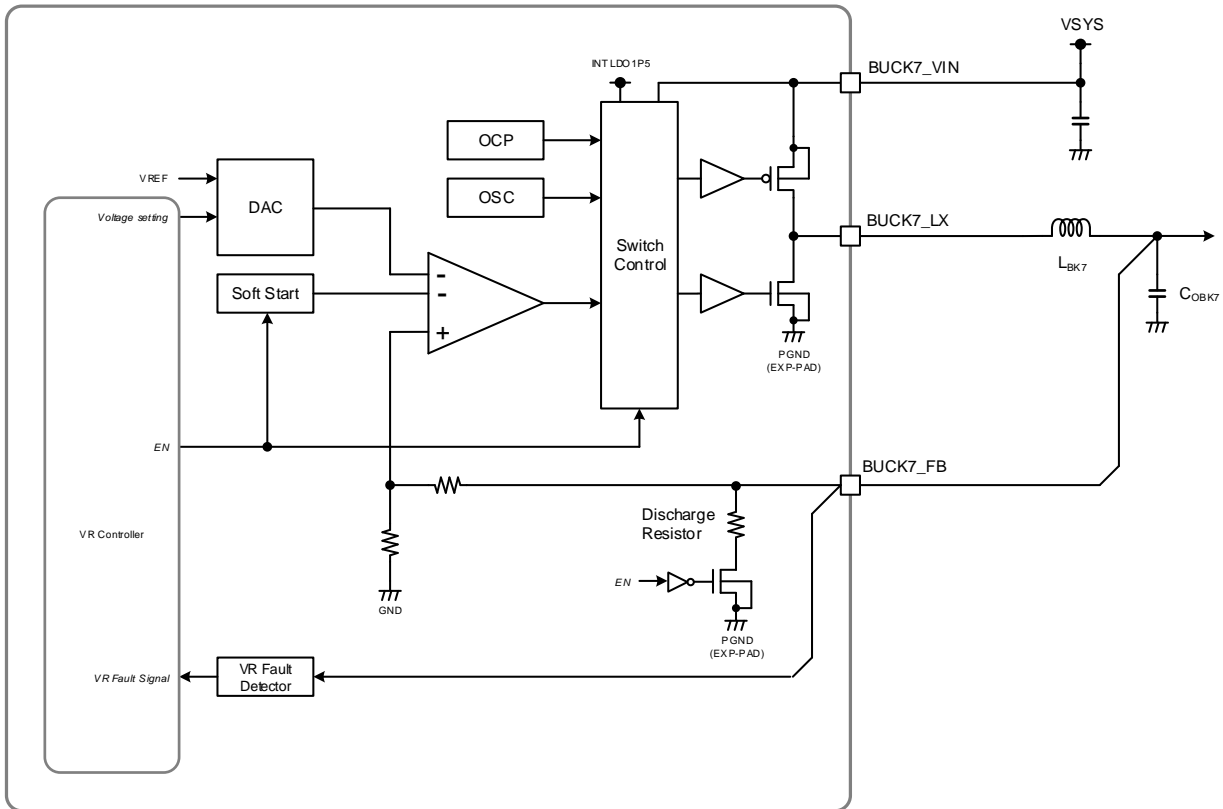 VSYS
INTLDO1P5
BUCK7_VIN
OCP
VREF
DAC
OSC
Voltage setting
BUCK7_LX
Switch
Control
LBK7
Soft Start
-
-
+
COBK7
PGND
(EXP-PAD)
EN
BUCK7_FB
Discharge
Resistor
VR Controller
EN
GND
PGND
(EXP-PAD)
VR Fault Signal
VR Fault
Detector